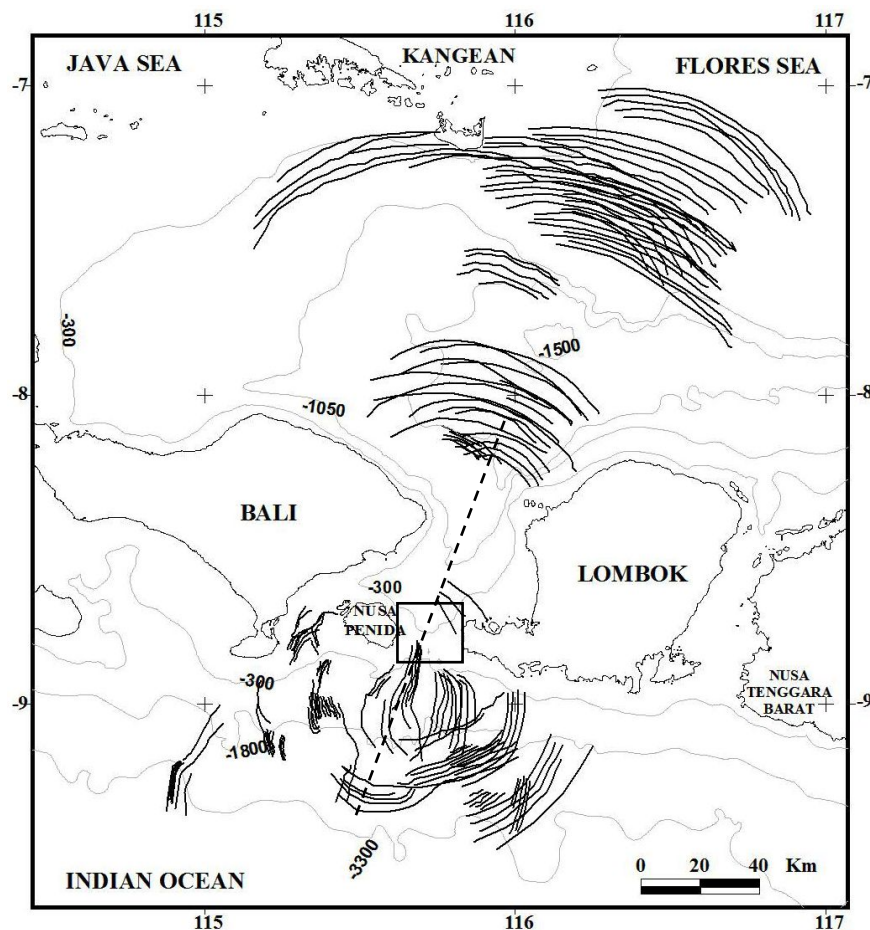 115 116 117
JAVA SEA KANGEAN FLORES SEA
-7 -7
-300
-1500
-8 -8
-1050
BALI
LOMBOK
-300
NUSA
PENIDA
-300
NUSA
TENGGARA
BARAT
-9 -9
-1800
-3300
0 20 40 Km
INDIAN OCEAN
115 116 117